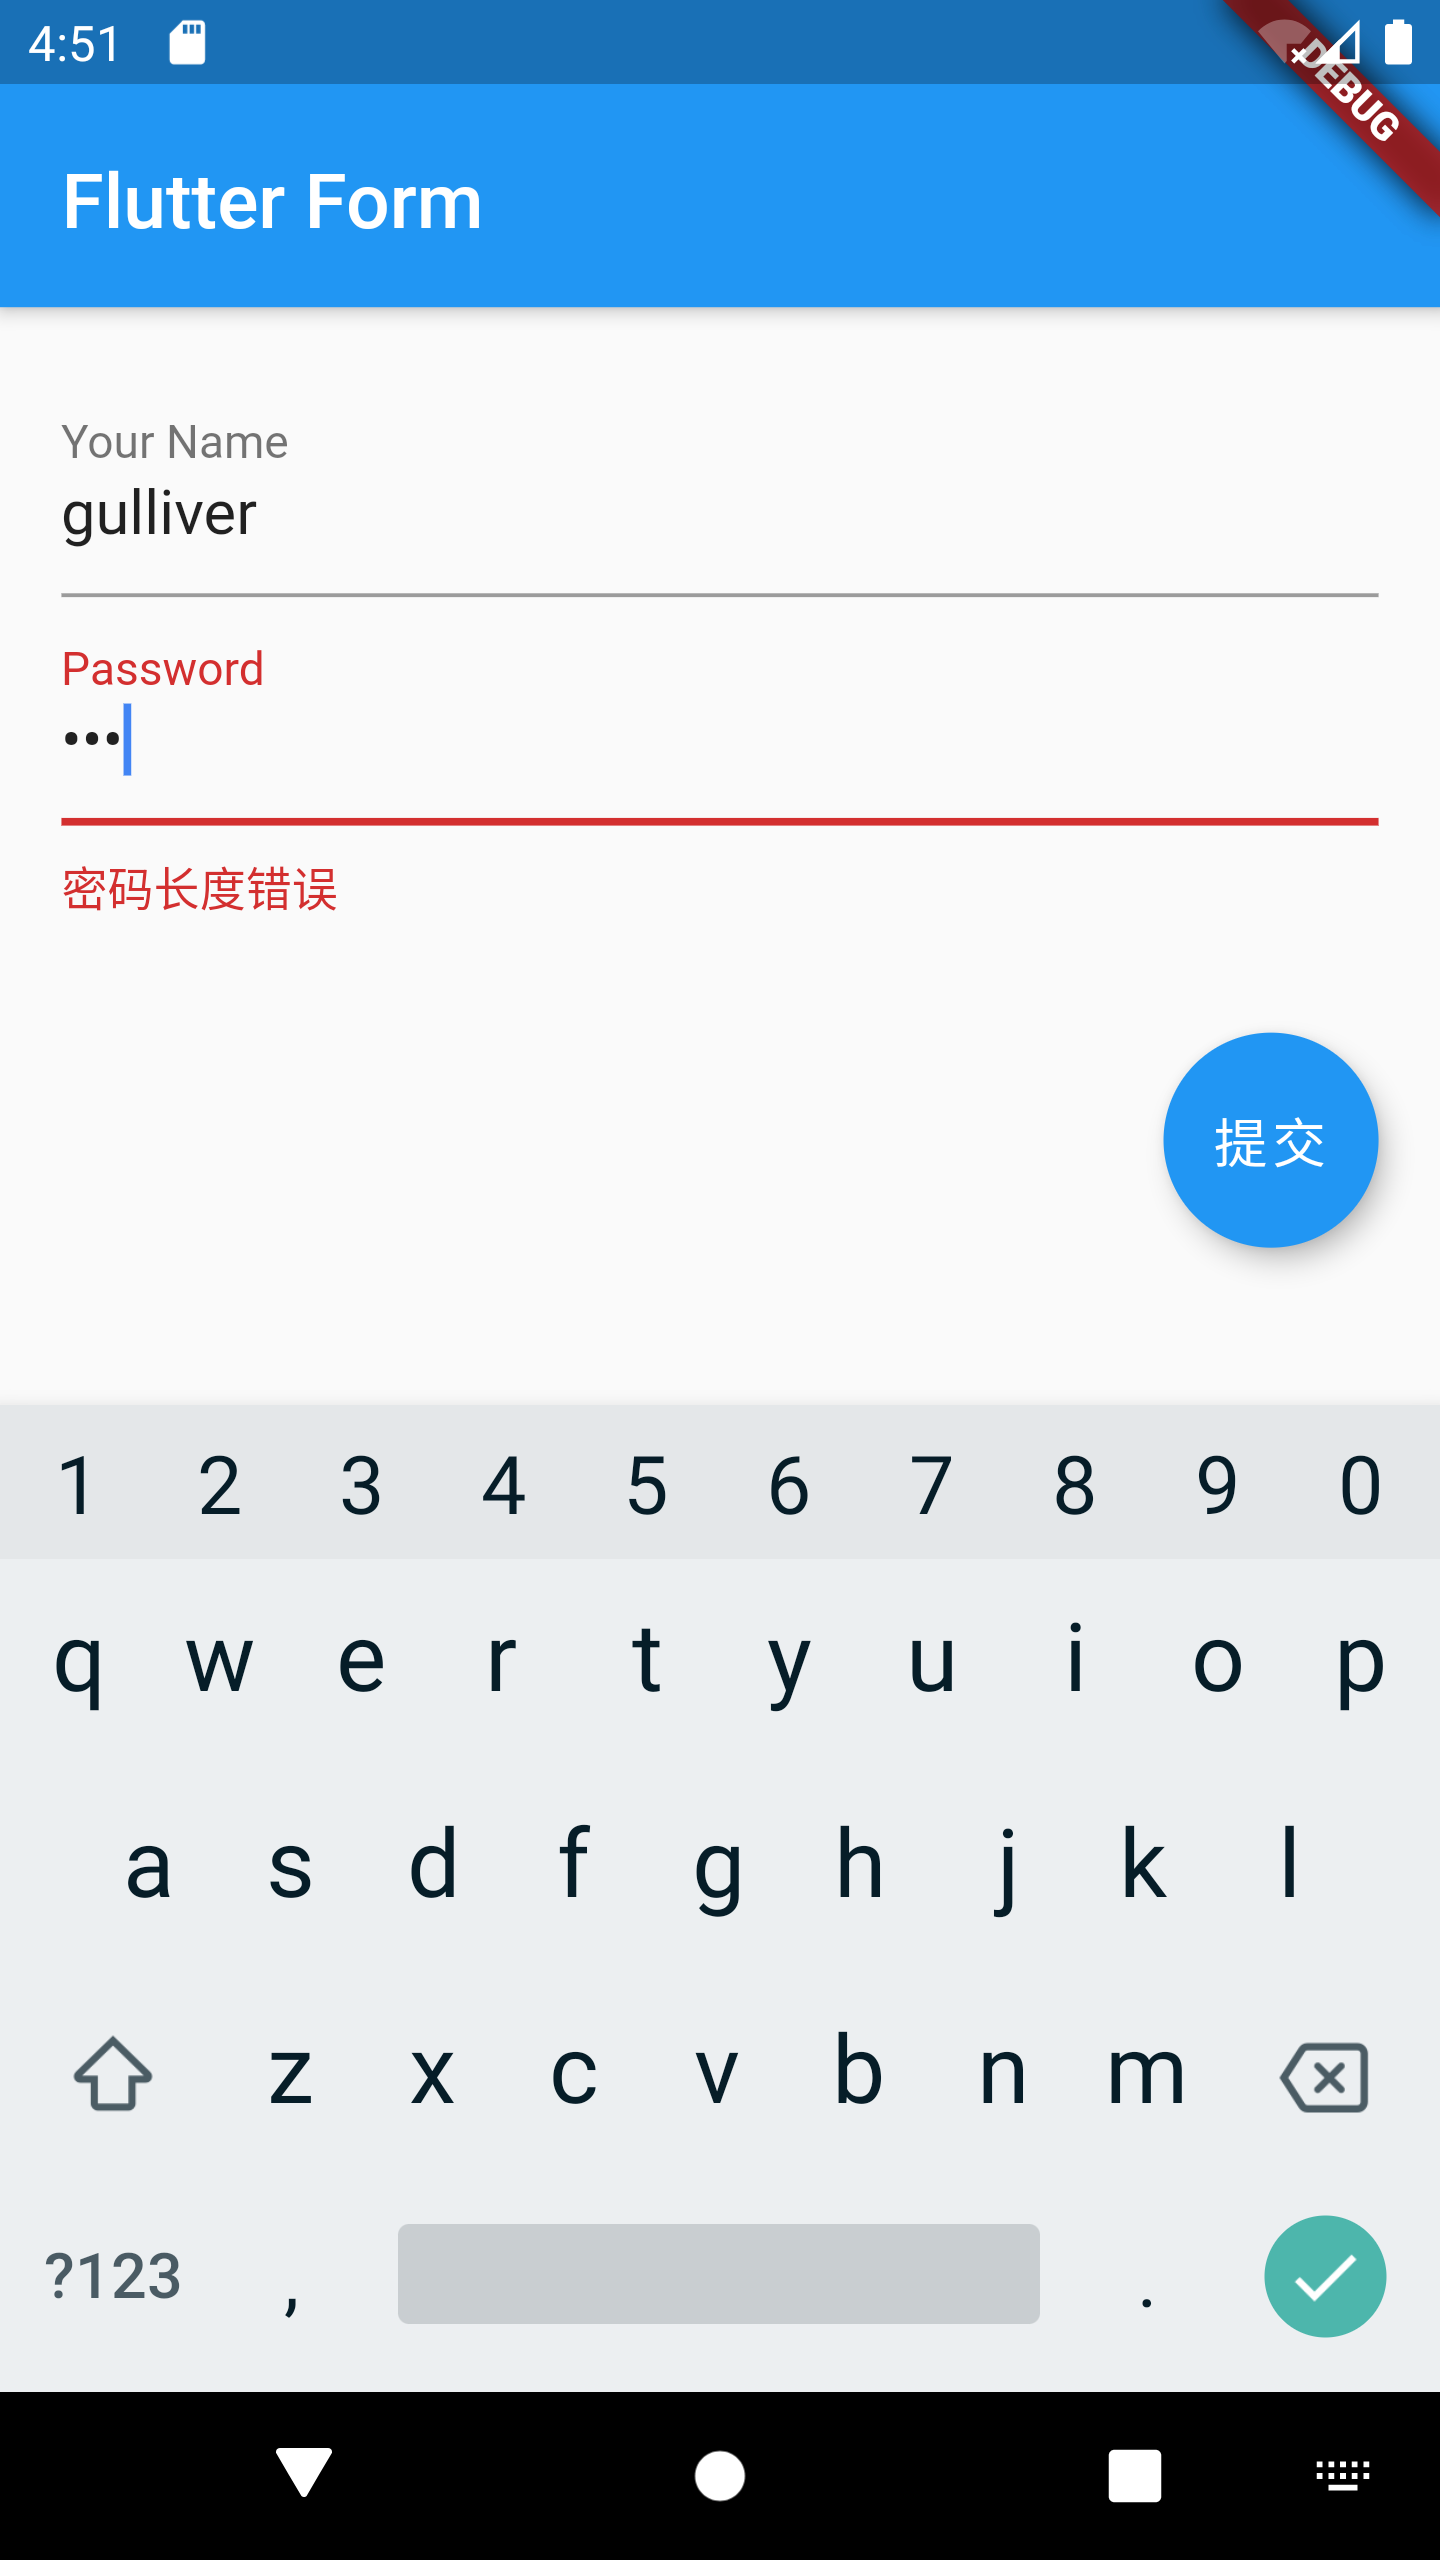 4:51
DEBUG
Flutter Form
Your Name
gulliver
Password
•••
密码长度错误
提交
1 2 3 4 5 6 7 8 9 0
q w e r t y u i o p
a s d f g h j k l
z x c v b n m
?123 , .